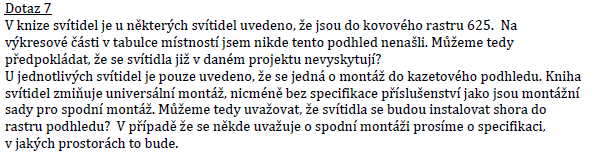 Dotaz 7
V knize svítidel je u některých svítidel uvedeno, že jsou do kovového rastru 625.  Na
výkresové části v tabulce místností jsem nikde tento podhled nenašli. Můžeme tedy
předpokládat, že se svítidla již v daném projektu nevyskytují?
U jednotlivých svítidel je pouze uvedeno, že se jedná o montáž do kazetového podhledu. Kniha
svítidel zmiňuje universální montáž, nicméně bez specifikace příslušenství jako jsou montážní
sady pro spodní montáž. Můžeme tedy uvažovat, že svítidla se budou instalovat shora do
rastru podhledu?  V případě že se někde uvažuje o spodní montáži prosíme o specifikaci,
v jakých prostorách to bude.